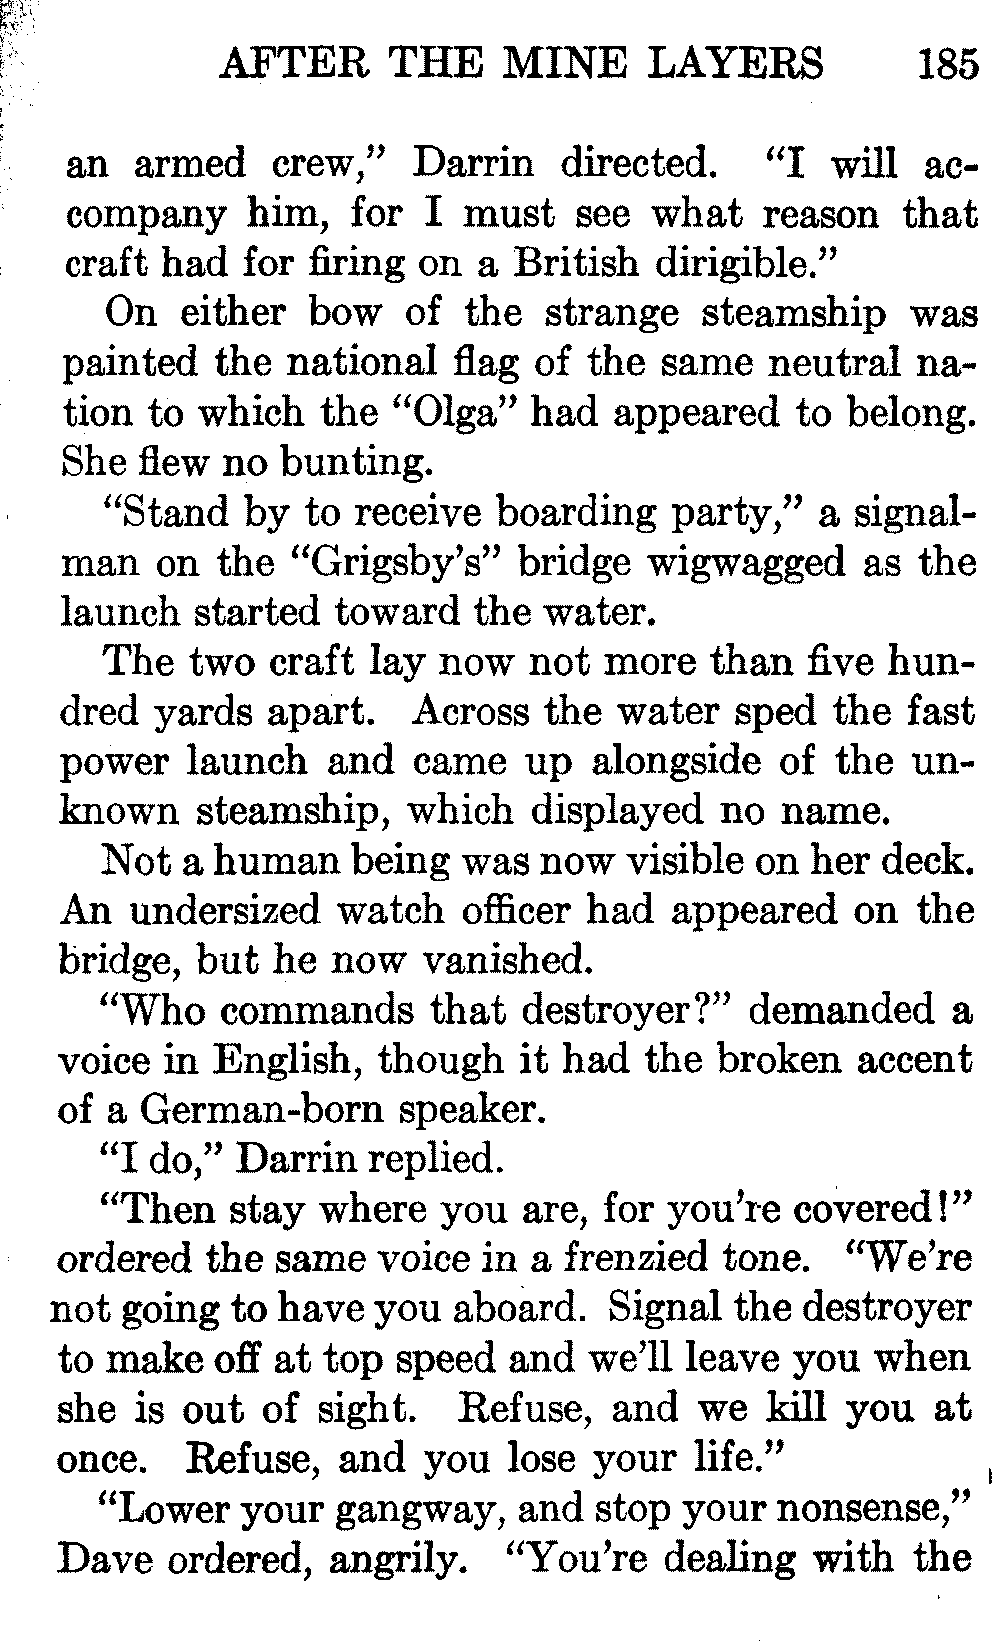 AFTER THE MINE LAYERS 185
an armed crew," Darrin directed. "I will ac-
company him, for I must see what reason that
craft had for firing on a British dirigible."
On either bow of the strange steamship was
painted the national flag of the same neutral na-
tion to which the "Olga" had appeared to belong.
She flew no bunting.
"Stand by to receive boarding party," a signal-
man on the "Grigsby's" bridge wigwagged as the
launch started toward the water.
The two craft lay now not more than five hun-
dred yards apart. Across the water sped the fast
power launch and came up alongside of the un-
known steamship, which displayed no name.
Not a human being was now visible on her deck.
An undersized watch officer had appeared on the
bridge, but he now vanished.
"Who commands that destroyer?" demanded a
voice in English, though it had the broken accent
of a German-born speaker.
"I do," Darrin replied.
"Then stay where you are, for you're covered!"
ordered the same voice in a frenzied tone. "We're
not going to have you aboard. Signal the destroyer
to make off at top speed and we'll leave you when
she is out of sight. Refuse, and we kill you at
once. Refuse, and you lose your life."
"Lower your gangway, and stop your nonsense,"
Dave ordered, angrily. "You're dealing with the